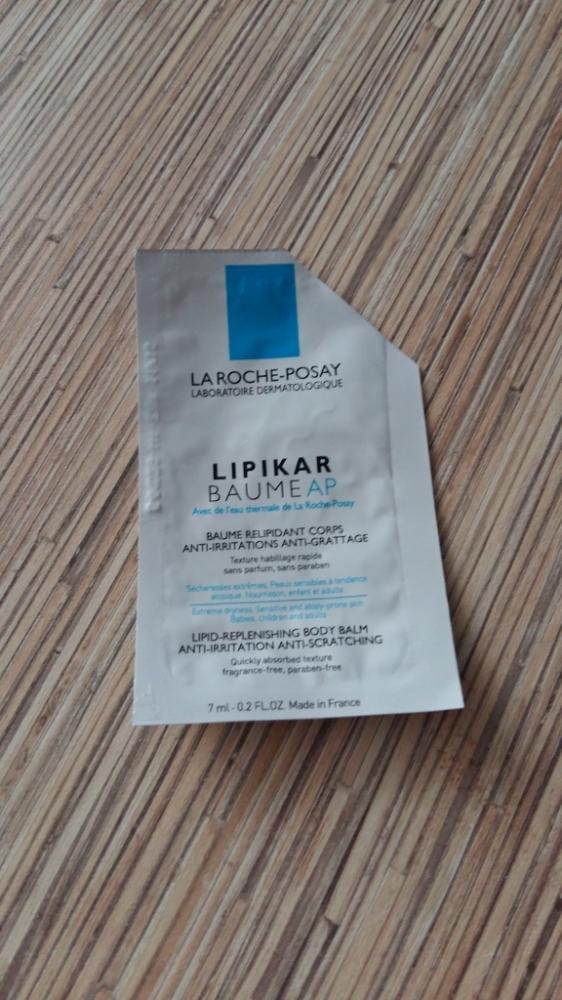 LA ROCHE-POSAY
LABORATOIRE DERMATOLOGIQUE
LIPIKAR
BAUME AP
Avec de l'eau thermale de La Roche-Posay
BAUME RELIPIDANT CORPS
ANTI-IRRITATIONS ANTI-GRATTAGE
Texture habillage rapide
sans parfum, sans paraben
Sécheresses extrêmes, Peaux sensibles à tendance
atopique. Nourrisson, enfant et adulte.
Extreme dryness, Sensitive and atopy-prone skin
Babies, children and adults
LIPID-REPLENISHING BODY BALM
ANTI-IRRITATION ANTI-SCRATCHING
Quickly absorbed texture
fragrance-free, paraben-free
7 ml - 0.2 FL.OZ. Made in France